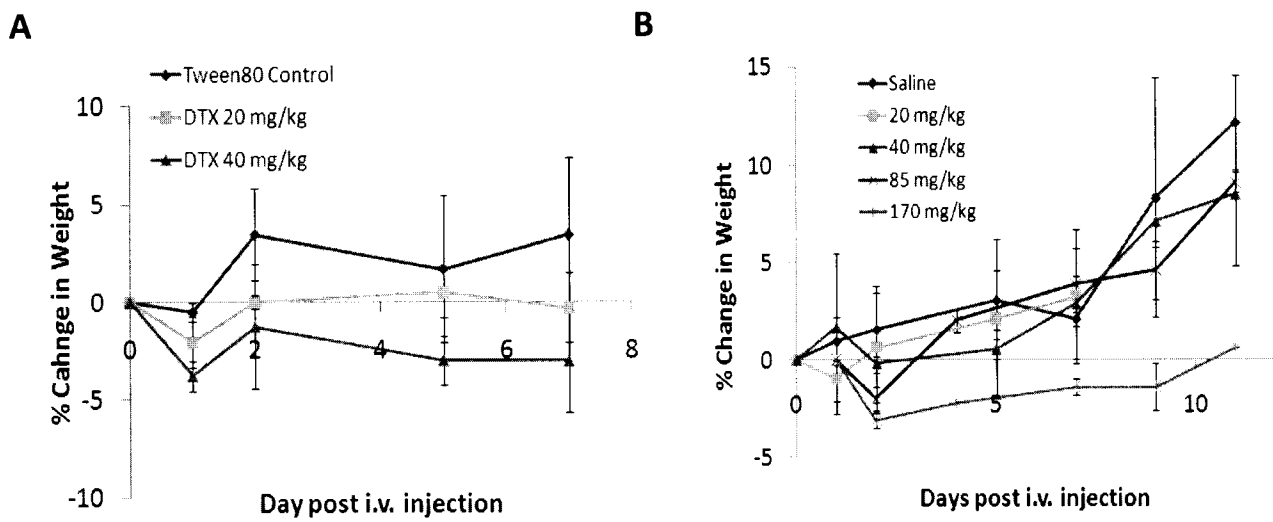 A
Tween80 Control
DTX 20 mg/kg
DTX 40 mg/kg
10
5
0
-5
-10
0
2
4
6
8
% Cahnge in Weight
Day post i.v. injection
B
Saline
20 mg/kg
40 mg/kg
85 mg/kg
170 mg/kg
15
10
5
0
-5
0
5
10
% Change in Weight
Days post i.v. injection